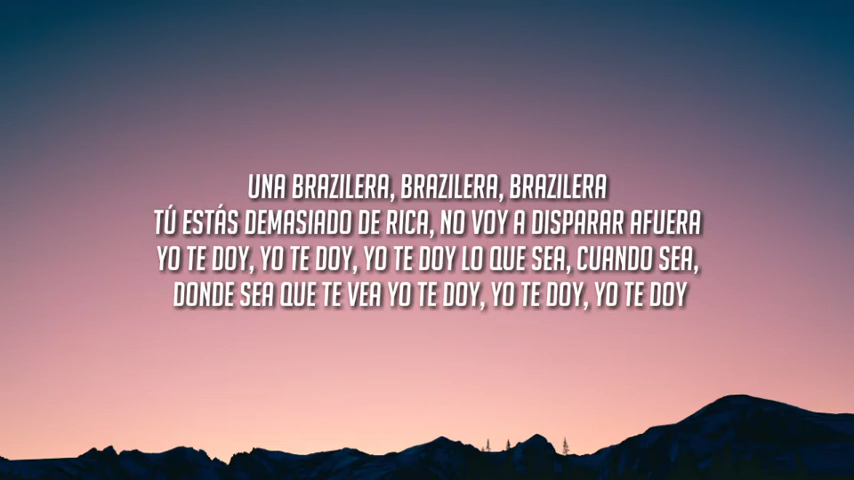 UNA BRAZILERA, BRAZILERA, BRAZILERA
TÚ ESTÁS DEMASIADO DE RICA, NO VOY A DISPARAR AFUERA
YO TE DOY, YO TE DOY, YO TE DOY LO QUE SEA, CUANDO SEA,
DONDE SEA QUE TE VEA YO TE DOY, YO TE DOY, YO TE DOY